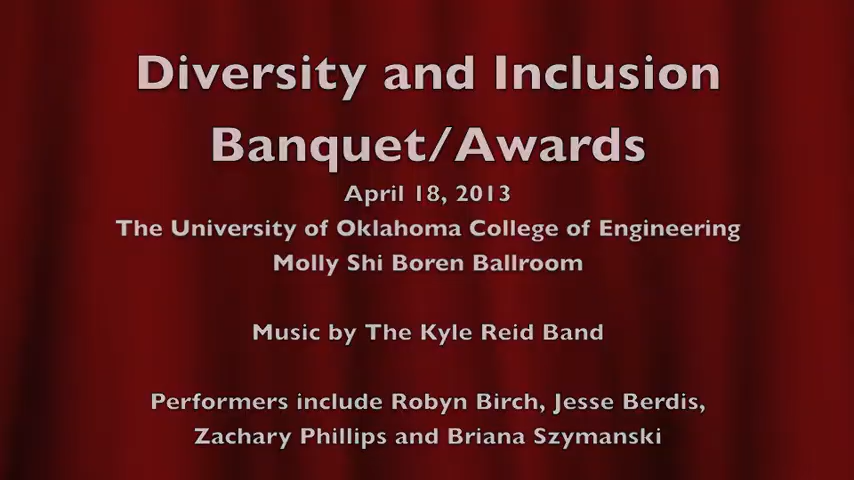 Diversity and Inclusion
Banquet/Awards
April 18, 2013
The University of Oklahoma College of Engineering
Molly Shi Boren Ballroom
Music by The Kyle Reid Band
Performers include Robyn Birch, Jesse Berdis,
Zachary Phillips and Briana Szymanski